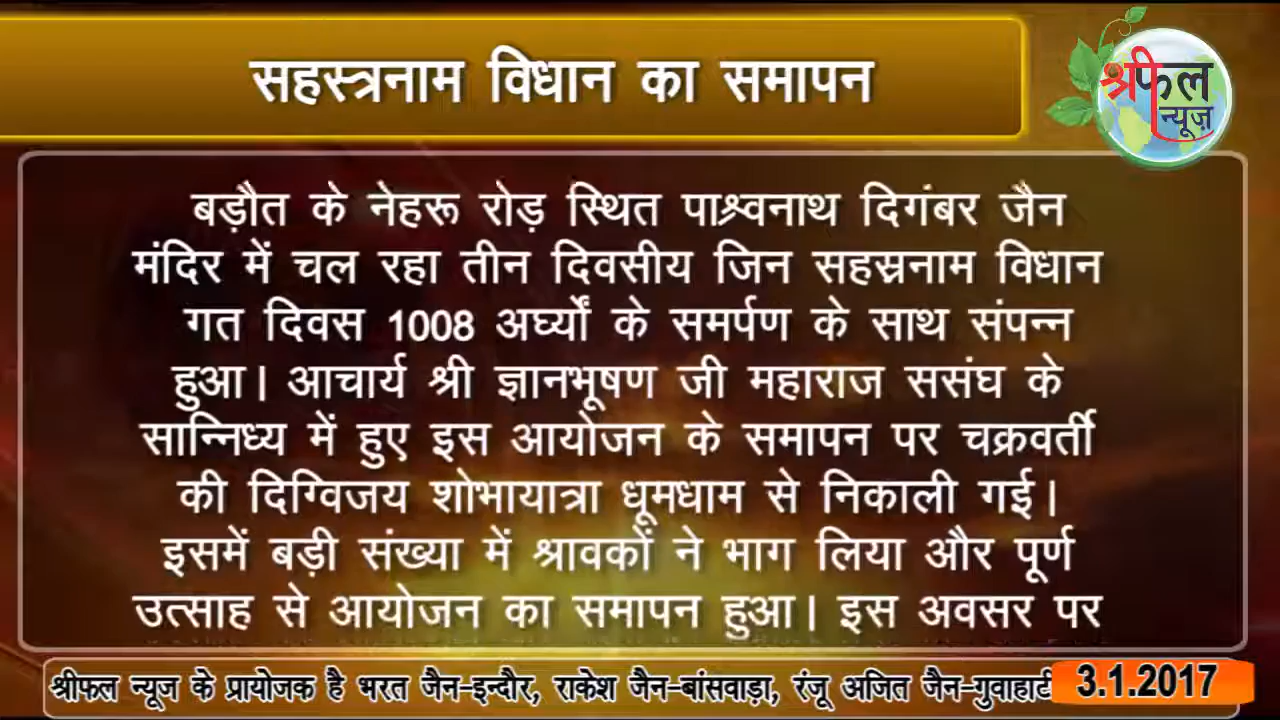 सहस्त्रनाम विधान का समापन
श्रीफल
न्यूज़
बड़ौत के नेहरू रोड़ स्थित पाश्र्वनाथ दिगंबर जैन
मंदिर में चल रहा तीन दिवसीय जिन सहस्रनाम विधान
गत दिवस 1008 अर्घ्यों के समर्पण के साथ संपन्न
हुआ। आचार्य श्री ज्ञानभूषण जी महाराज ससंघ के
सान्निध्य में हुए इस आयोजन के समापन पर चक्रवर्ती
की दिग्विजय शोभायात्रा धूमधाम से निकाली गई।
इसमें बड़ी संख्या में श्रावकों ने भाग लिया और पूर्ण
उत्साह से आयोजन का समापन हुआ। इस अवसर पर
श्रीफल न्यूज के प्रायोजक है भरत जैन-इन्दौर, राकेश जैन-बांसवाड़ा, रंजू अजित जैन-गुवाहाटी
3.1.2017